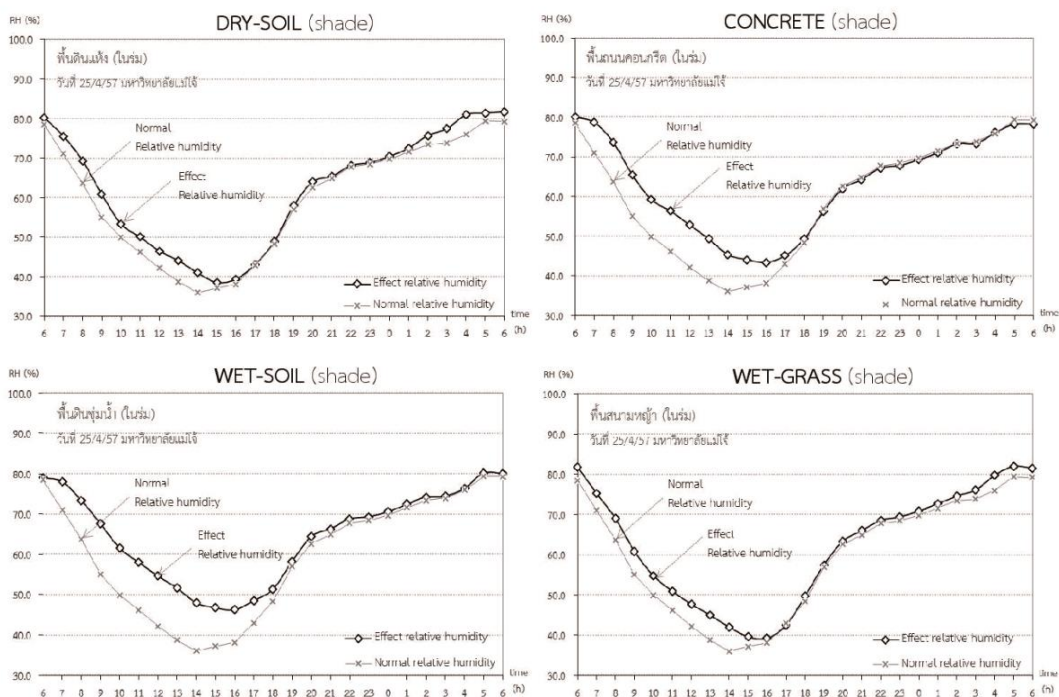 RH (%)
DRY-SOIL (shade)
100.0
90.0
80.0
70.0
60.0
50.0
40.0
30.0
พื้นดินแห้ง (ในร่ม)
วันที่ 25/4/57 มหาวิทยาลัยแม่โจ้
Normal
Relative humidity
Effect
Relative humidity
Effect relative humidity
Normal relative humidity
time
6 7 8 9 10 11 12 13 14 15 16 17 18 19 20 21 22 23 0 1 2 3 4 5 6 (h)
RH (%)
CONCRETE (shade)
100.0
90.0
80.0
70.0
60.0
50.0
40.0
30.0
พื้นถนนคอนกรีต (ในร่ม)
วันที่ 25/4/57 มหาวิทยาลัยแม่โจ้
Normal
Relative humidity
Effect
Relative humidity
Effect relative humidity
Normal relative humidity
time
6 7 8 9 10 11 12 13 14 15 16 17 18 19 20 21 22 23 0 1 2 3 4 5 6 (h)
RH (%)
WET-SOIL (shade)
100.0
90.0
80.0
70.0
60.0
50.0
40.0
30.0
พื้นดินชุ่มน้ำ (ในร่ม)
วันที่ 25/4/57 มหาวิทยาลัยแม่โจ้
Normal
Relative humidity
Effect
Relative humidity
Effect relative humidity
Normal relative humidity
time
6 7 8 9 10 11 12 13 14 15 16 17 18 19 20 21 22 23 0 1 2 3 4 5 6 (h)
RH (%)
WET-GRASS (shade)
100.0
90.0
80.0
70.0
60.0
50.0
40.0
30.0
พื้นสนามหญ้า (ในร่ม)
วันที่ 25/4/57 มหาวิทยาลัยแม่โจ้
Normal
Relative humidity
Effect
Relative humidity
Effect relative humidity
Normal relative humidity
time
6 7 8 9 10 11 12 13 14 15 16 17 18 19 20 21 22 23 0 1 2 3 4 5 6 (h)